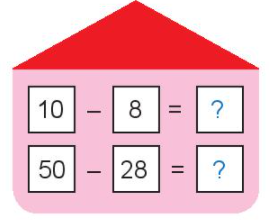 10 – 8 = ?
50 – 28 = ?